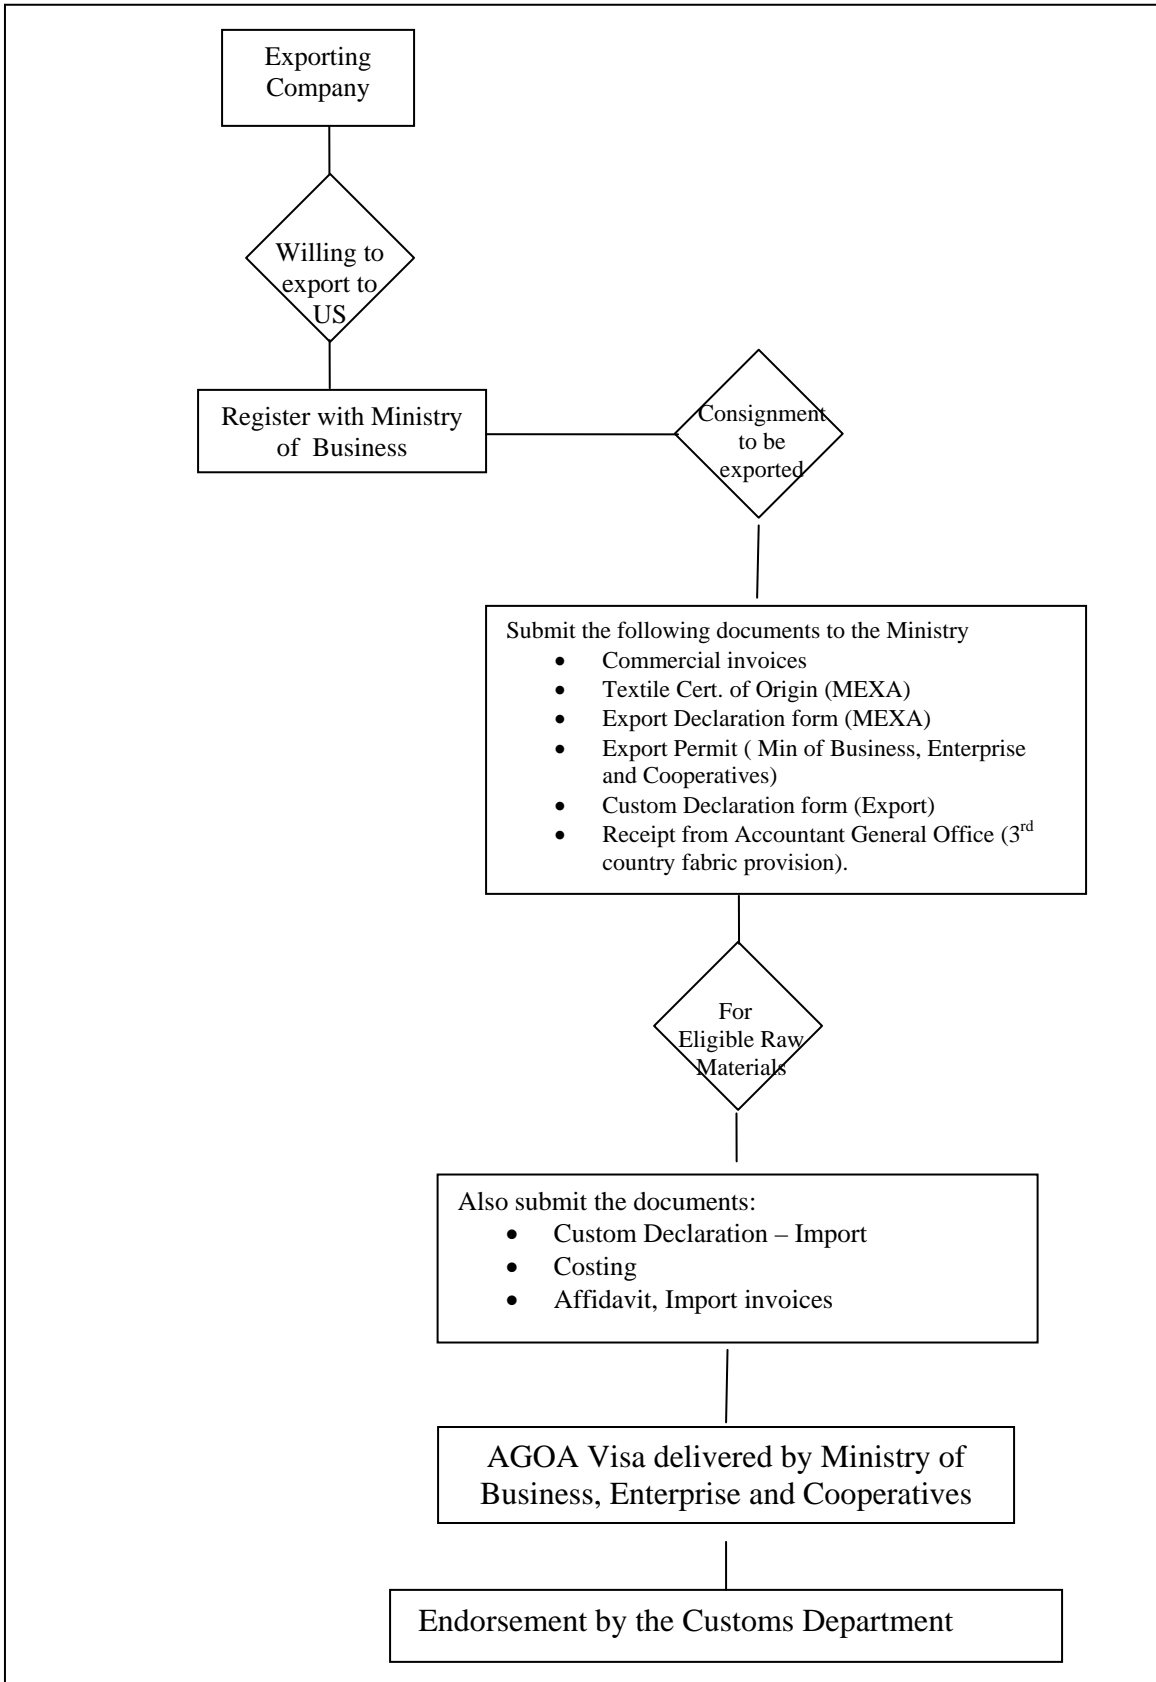 Exporting
Company
Willing to
export to
US
Register with Ministry
of Business
Consignment
to be
exported
Submit the following documents to the Ministry
• Commercial invoices
• Textile Cert. of Origin (MEXA)
• Export Declaration form (MEXA)
• Export Permit ( Min of Business, Enterprise
and Cooperatives)
• Custom Declaration form (Export)
• Receipt from Accountant General Office (3rd
country fabric provision).
For
Eligible Raw
Materials
Also submit the documents:
• Custom Declaration – Import
• Costing
• Affidavit, Import invoices
AGOA Visa delivered by Ministry of
Business, Enterprise and Cooperatives
Endorsement by the Customs Department